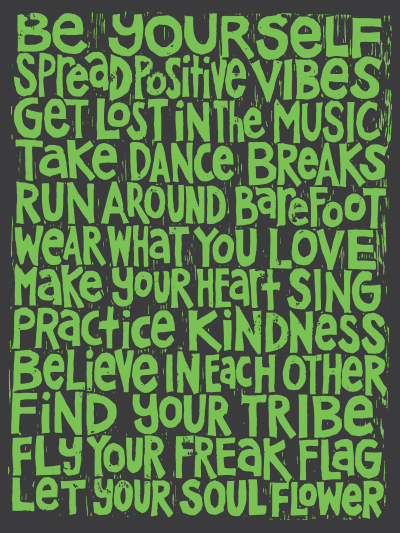 Be YOURSeLF
SpReaD PoSiTive VIBeS
GeT LoST iN The MUSIC
Take DANCE BReAKS
RUN AROUND BaReFooT
WeAR WHaT YOU LOVE
Make YOUR HEArt SING
PRactice KiNDNeSS
BeLieve IN EacH OTHeR
FiND YOUR TRIBE
FLY YOUR FREaK FLAG
LeT YOUR SOUL FLoWeR